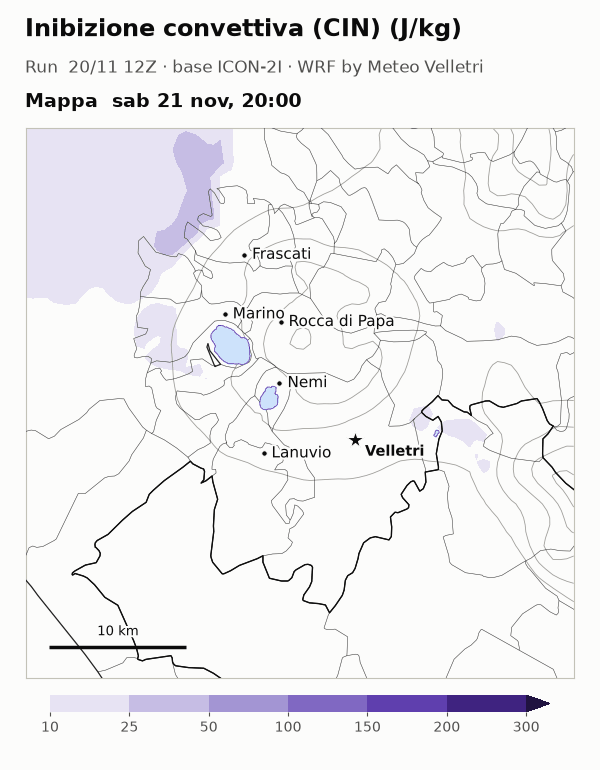 Inibizione convettiva (CIN) (J/kg)
Run  20/11 12Z · base ICON-2I · WRF by Meteo Velletri
Mappa  sab 21 nov, 20:00
Frascati
Marino
Rocca di Papa
Nemi
Velletri
Lanuvio
10 km
10 25 50 100 150 200 300